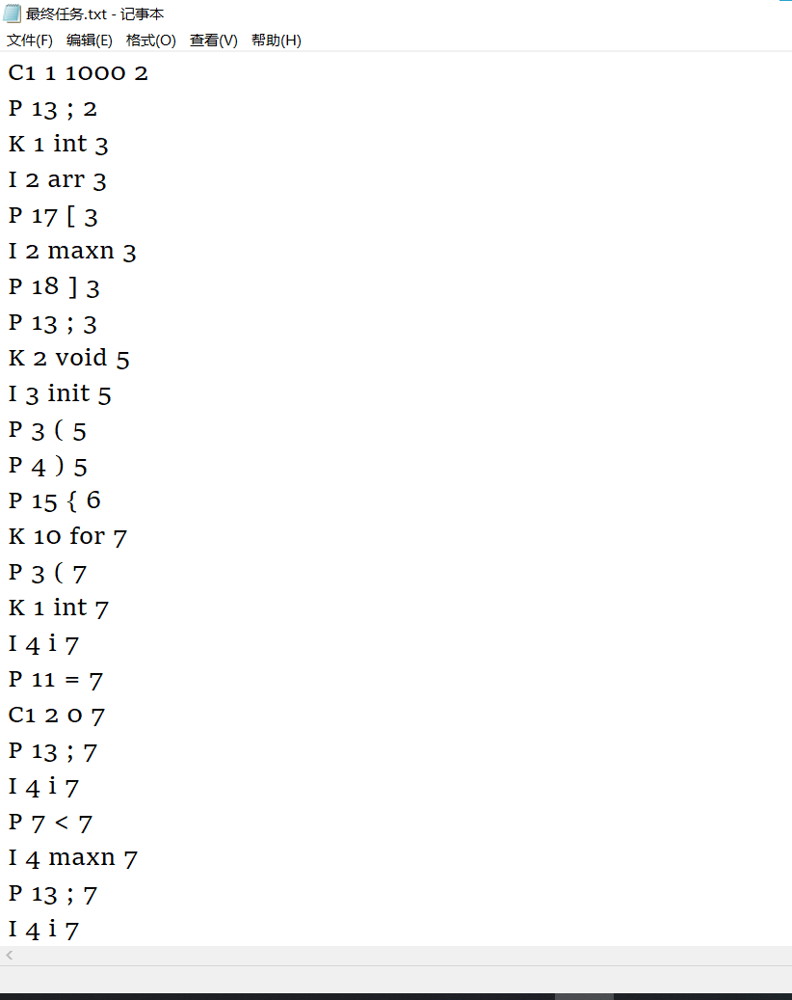 最终任务.txt - 记事本
文件(F) 编辑(E) 格式(O) 查看(V) 帮助(H)
C1 1 1000 2
P 13 ; 2
K 1 int 3
I 2 arr 3
P 17 [ 3
I 2 maxn 3
P 18 ] 3
P 13 ; 3
K 2 void 5
I 3 init 5
P 3 ( 5
P 4 ) 5
P 15 { 6
K 10 for 7
P 3 ( 7
K 1 int 7
I 4 i 7
P 11 = 7
C1 2 0 7
P 13 ; 7
I 4 i 7
P 7 < 7
I 4 maxn 7
P 13 ; 7
I 4 i 7